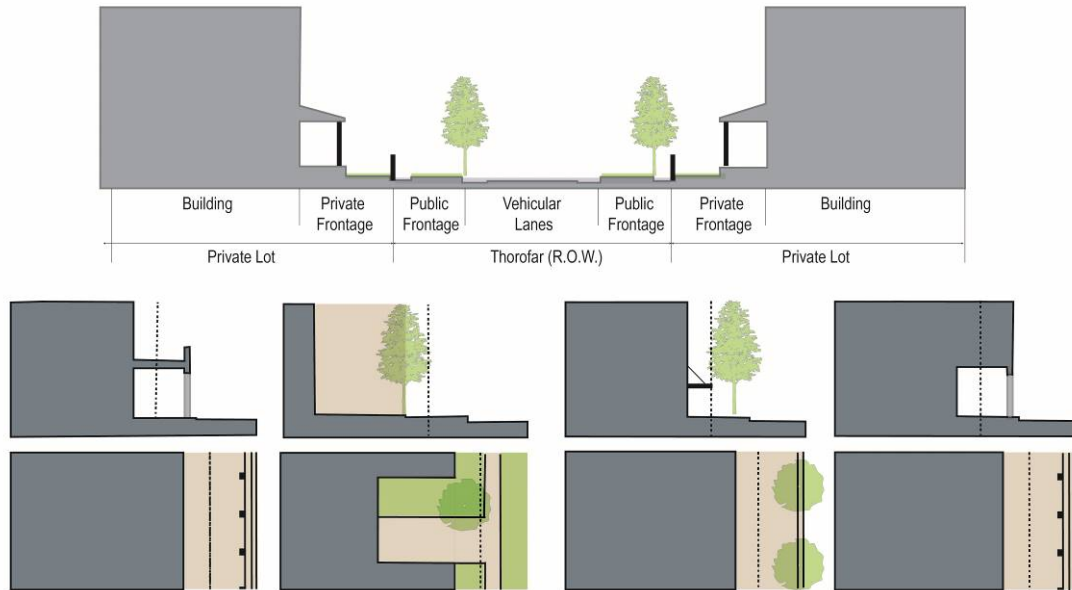 Building
Private
Frontage
Public
Frontage
Vehicular
Lanes
Public
Frontage
Private
Frontage
Building
Private Lot
Thorofar (R.O.W.)
Private Lot